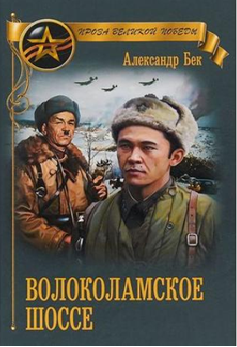 ПРОЗА ВЕЛИКОЙ ПОБЕДЫ
Александр Бек
ВОЛОКОЛАМСКОЕ
ШОССЕ